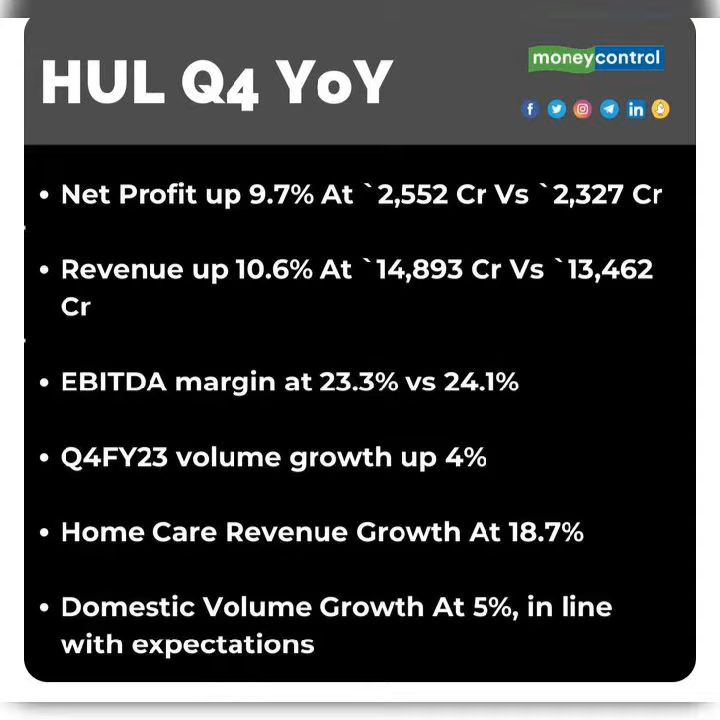 HUL Q4 YoY
moneycontrol
• Net Profit up 9.7% At `2,552 Cr Vs `2,327 Cr
• Revenue up 10.6% At `14,893 Cr Vs `13,462
Cr
• EBITDA margin at 23.3% vs 24.1%
• Q4FY23 volume growth up 4%
• Home Care Revenue Growth At 18.7%
• Domestic Volume Growth At 5%, in line
with expectations